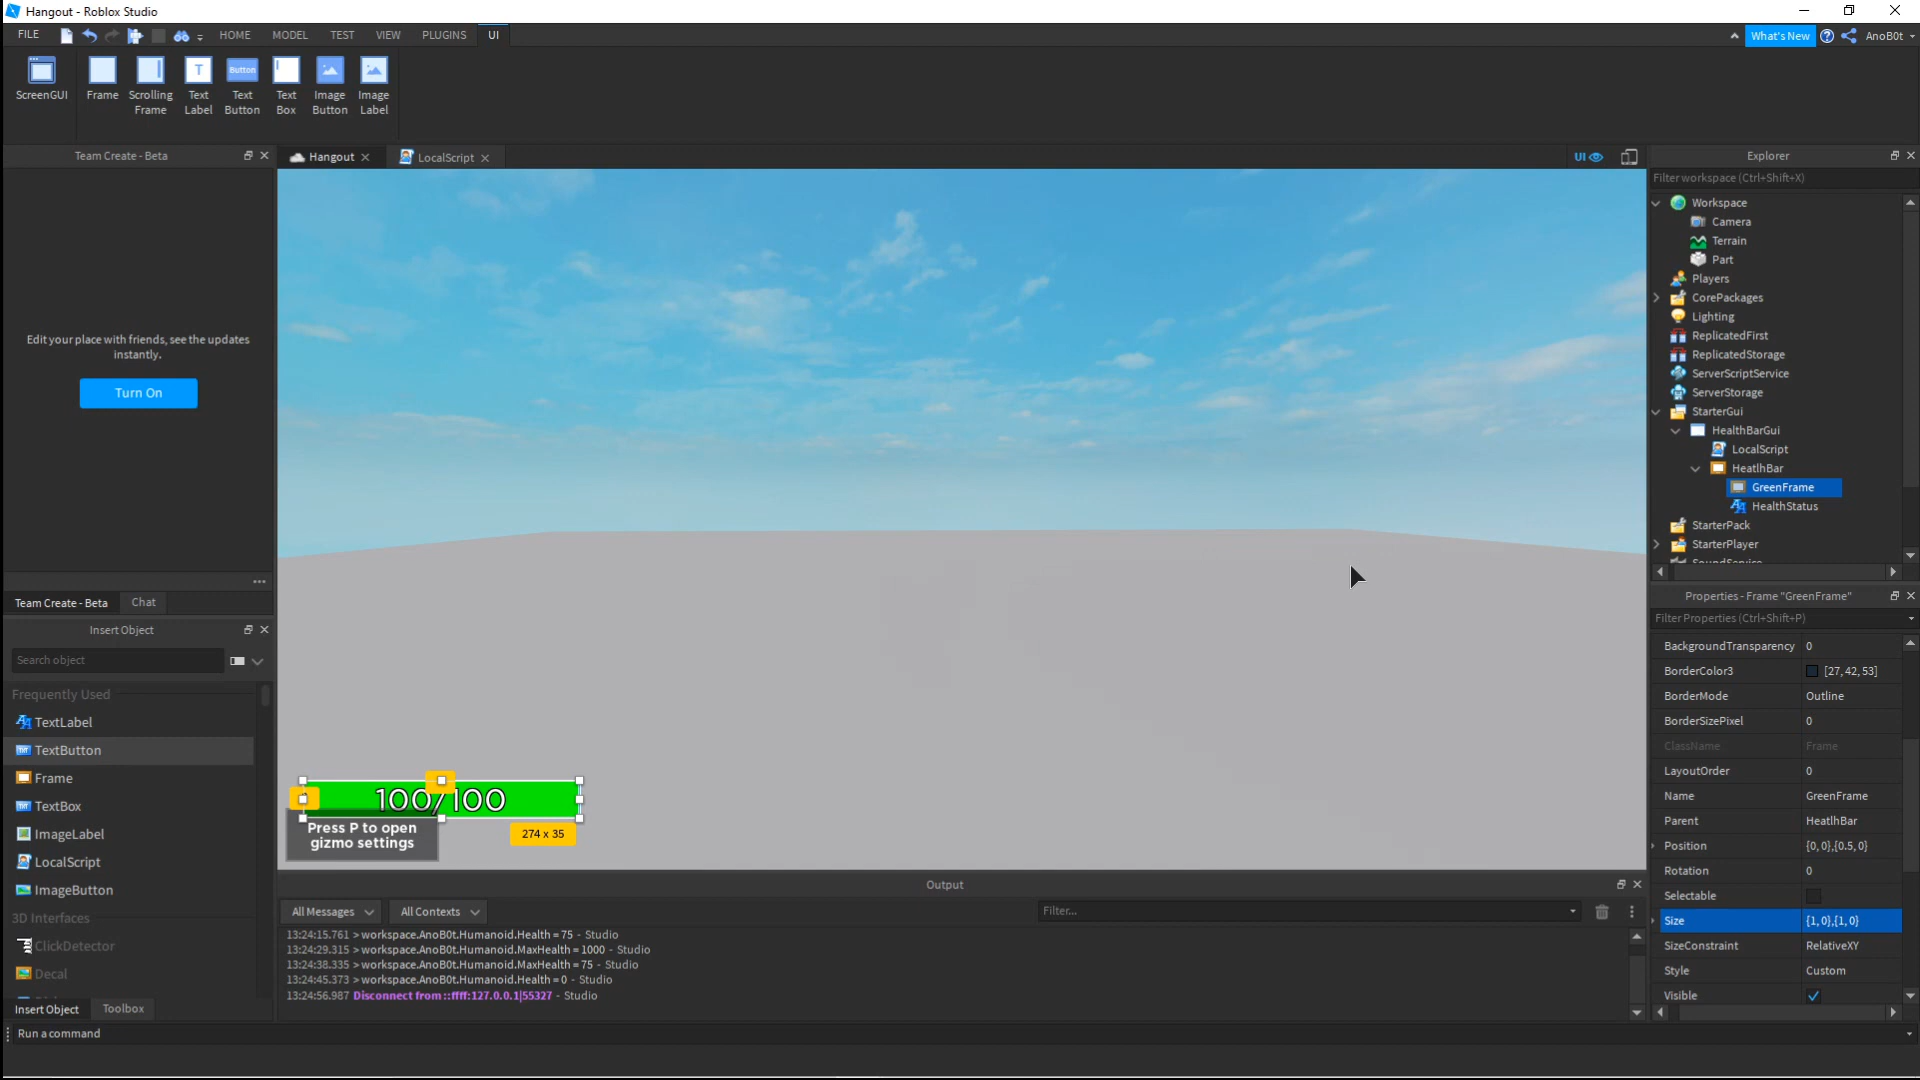 Hangout - Roblox Studio
FILE
HOME
MODEL
TEST
VIEW
PLUGINS
UI
What's New
AnoB0t
ScreenGUI
Frame
Scrolling
Frame
Text
Label
Button
Text
Button
Text
Box
Image
Button
Image
Label
Team Create - Beta
Hangout
LocalScript
UI
Explorer
Filter workspace (Ctrl+Shift+X)
Workspace
Camera
Terrain
Part
Players
CorePackages
Lighting
ReplicatedFirst
ReplicatedStorage
ServerScriptService
ServerStorage
StarterGui
HealthBarGui
LocalScript
HeatlhBar
GreenFrame
HealthStatus
StarterPack
StarterPlayer
SoundService
Edit your place with friends, see the updates
instantly.
Turn On
Team Create - Beta
Chat
Insert Object
Search object
Frequently Used
TextLabel
TextButton
Frame
TextBox
ImageLabel
LocalScript
ImageButton
3D Interfaces
ClickDetector
Decal
Insert Object
Toolbox
100/100
Press P to open
gizmo settings
274 x 35
Properties - Frame "GreenFrame"
Filter Properties (Ctrl+Shift+P)
BackgroundTransparency 0
BorderColor3 [27, 42, 53]
BorderMode Outline
BorderSizePixel 0
ClassName Frame
LayoutOrder 0
Name GreenFrame
Parent HeatlhBar
Position {0, 0},{0.5, 0}
Rotation 0
Selectable
Size {1, 0},{1, 0}
SizeConstraint RelativeXY
Style Custom
Visible
Output
All Messages
All Contexts
Filter...
13:24:15.761 > workspace.AnoB0t.Humanoid.Health = 75 - Studio
13:24:29.315 > workspace.AnoB0t.Humanoid.MaxHealth = 1000 - Studio
13:24:38.335 > workspace.AnoB0t.Humanoid.MaxHealth = 75 - Studio
13:24:45.373 > workspace.AnoB0t.Humanoid.Health = 0 - Studio
13:24:56.987 Disconnect from ::ffff:127.0.0.1|55327 - Studio
Run a command